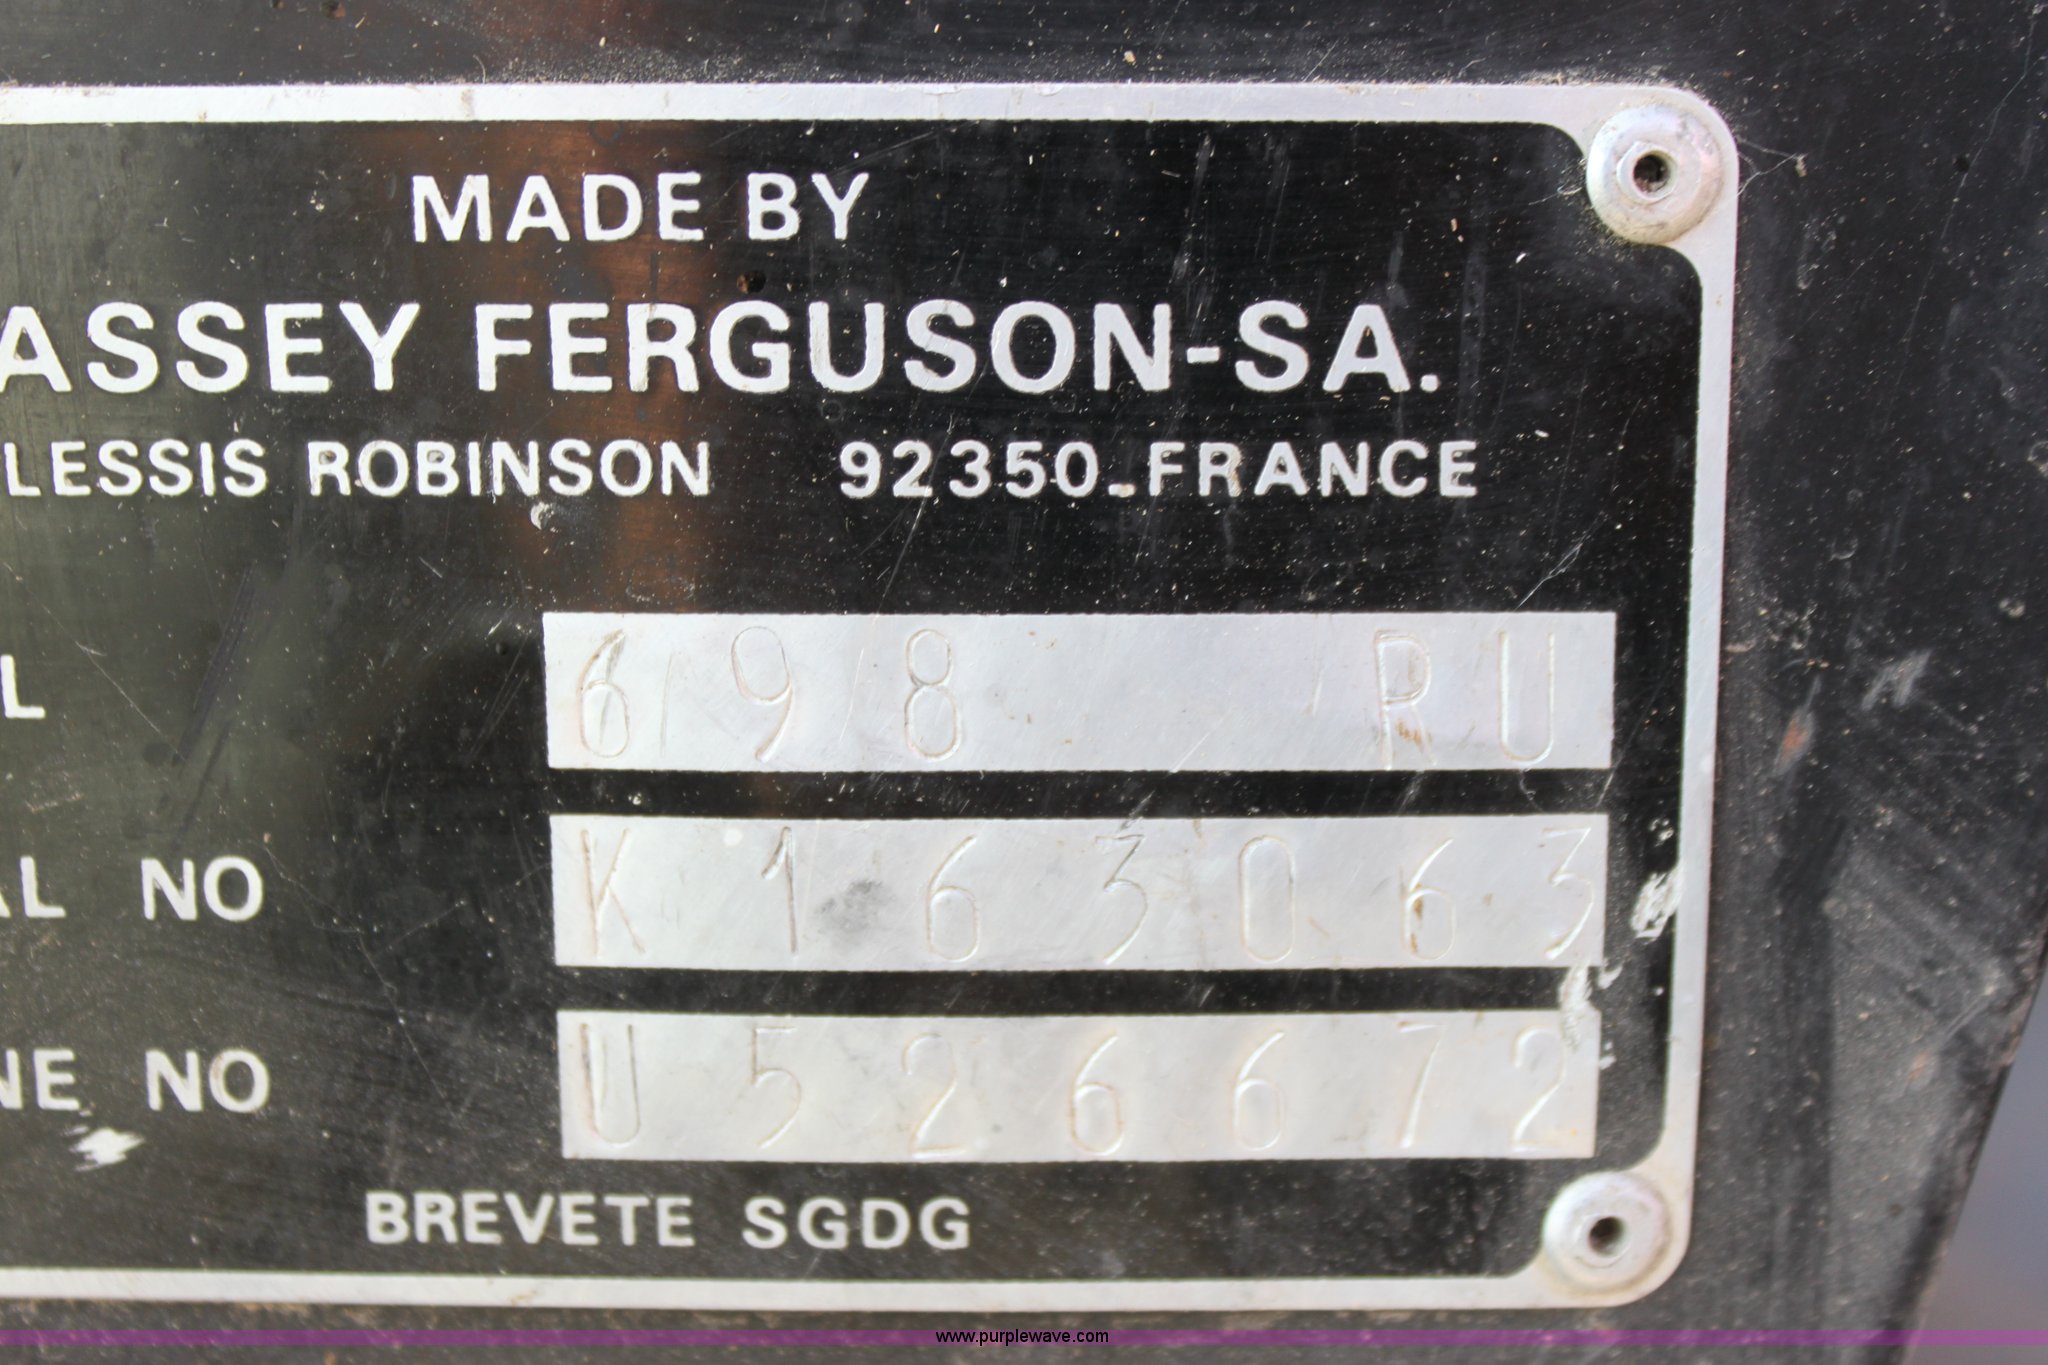 MADE BY
ASSEY FERGUSON-SA.
LESSIS ROBINSON 92350-FRANCE
L 698 RU
AL NO K163063
NE NO U526672
BREVETE SGDG
www.purplewave.com